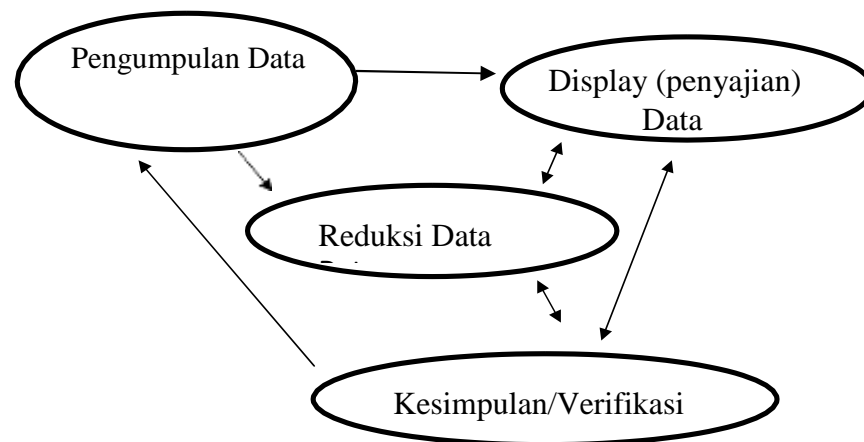 Pengumpulan Data
Display (penyajian)
Data
Reduksi Data
Kesimpulan/Verifikasi